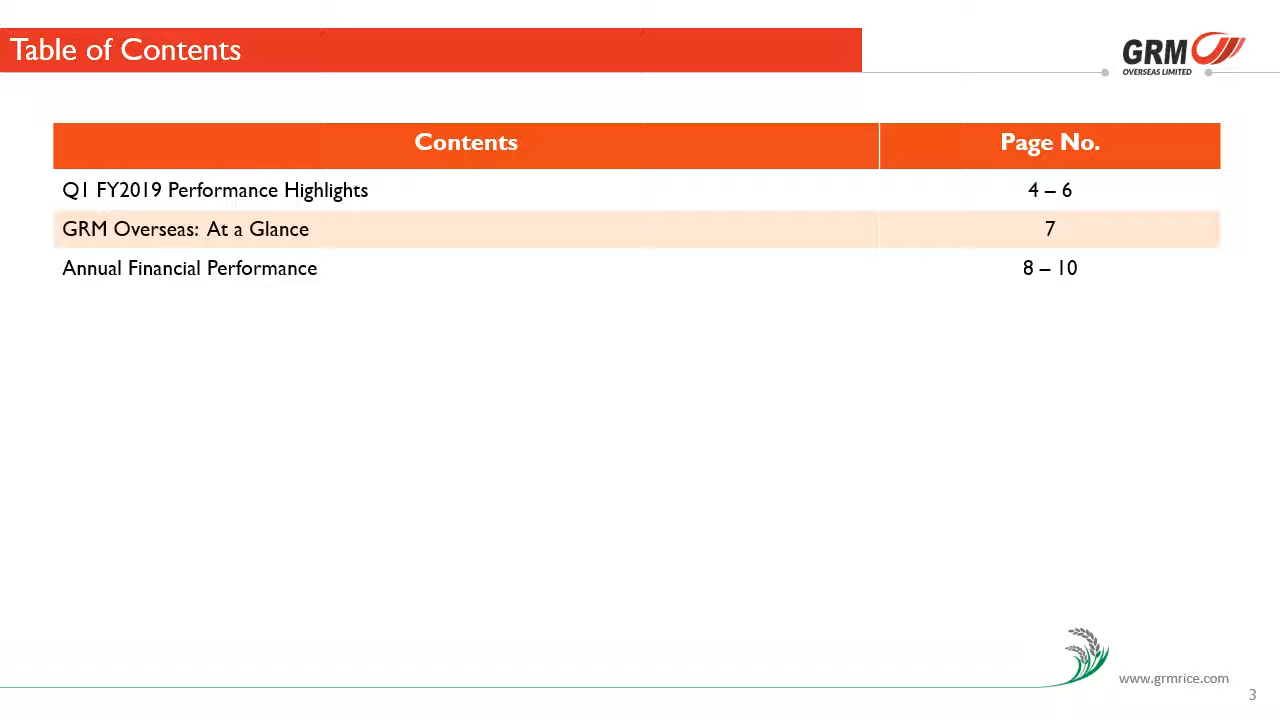 Table of Contents
GRM
OVERSEAS LIMITED
Contents Page No.
Q1 FY2019 Performance Highlights 4 – 6
GRM Overseas: At a Glance 7
Annual Financial Performance 8 – 10
www.grmrice.com
3